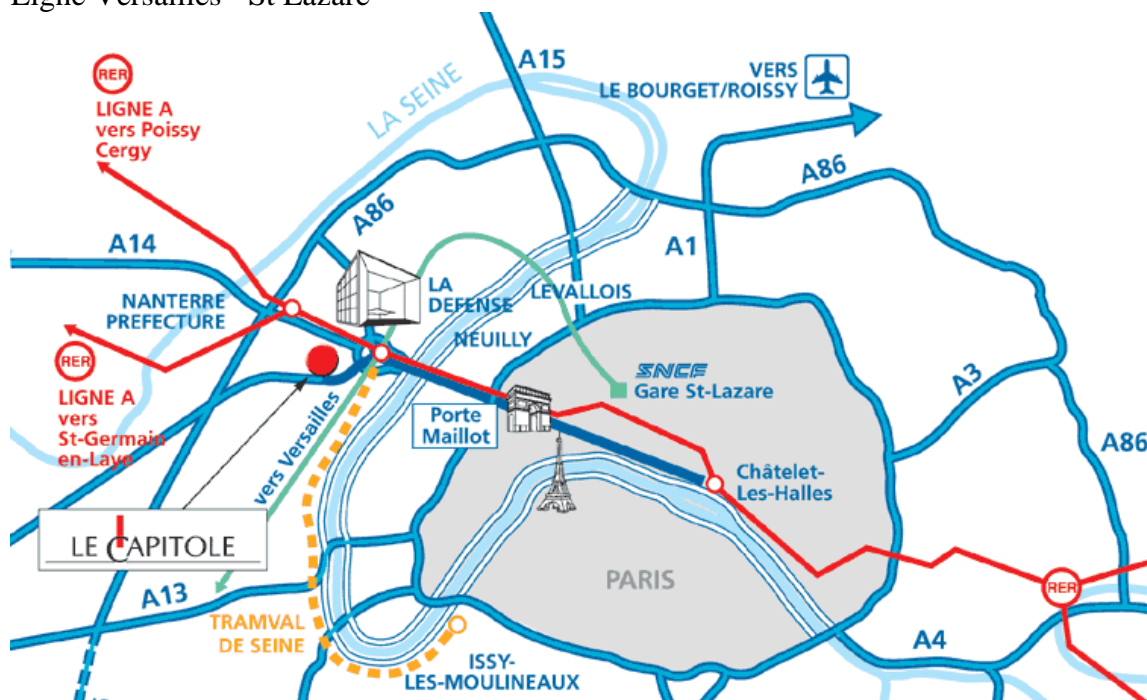 Ligne Versailles - St Lazare
A15
VERS
LE BOURGET/ROISSY
RER
LIGNE A
vers Poissy
Cergy
LA SEINE
A86
A86
A14
A1
LA
DEFENSE
LEVALLOIS
NANTERRE
PREFECTURE
NEUILLY
RER
LIGNE A
vers
St-Germain
en-Laye
SNCF
Gare St-Lazare
A3
Porte
Maillot
vers Versailles
A86
Châtelet-
Les-Halles
LE CAPITOLE
PARIS
RER
A13
TRAMVAL
DE SEINE
A4
ISSY-
LES-MOULINEAUX